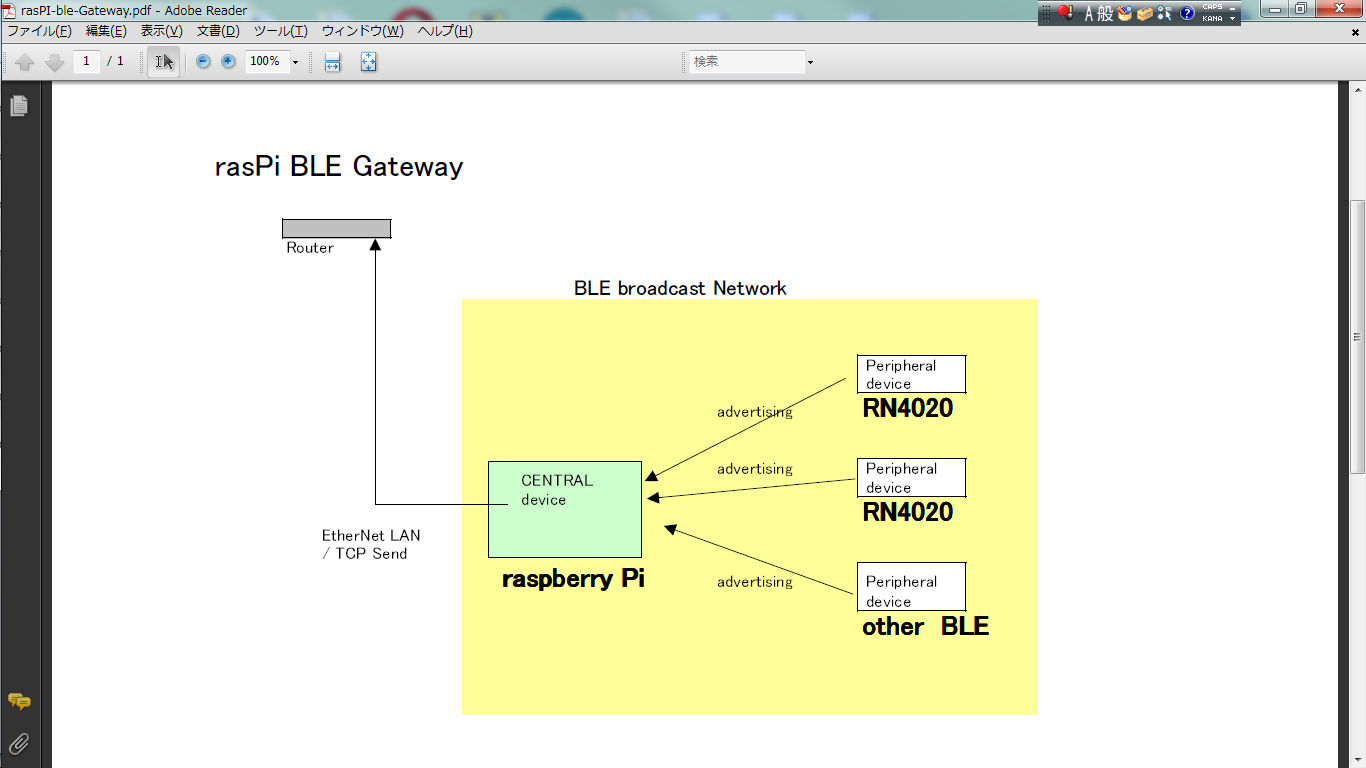 rasPI-ble-Gateway.pdf - Adobe Reader
A 般 CAPS
KANA
ファイル(F) 編集(E) 表示(V) 文書(D) ツール(T) ウィンドウ(W) ヘルプ(H)
1 / 1 100% 検索
rasPi BLE Gateway
Router
BLE broadcast Network
Peripheral
device
RN4020
advertising
Peripheral
device
RN4020
advertising
CENTRAL
device
raspberry Pi
EtherNet LAN
/ TCP Send
Peripheral
device
other BLE
advertising